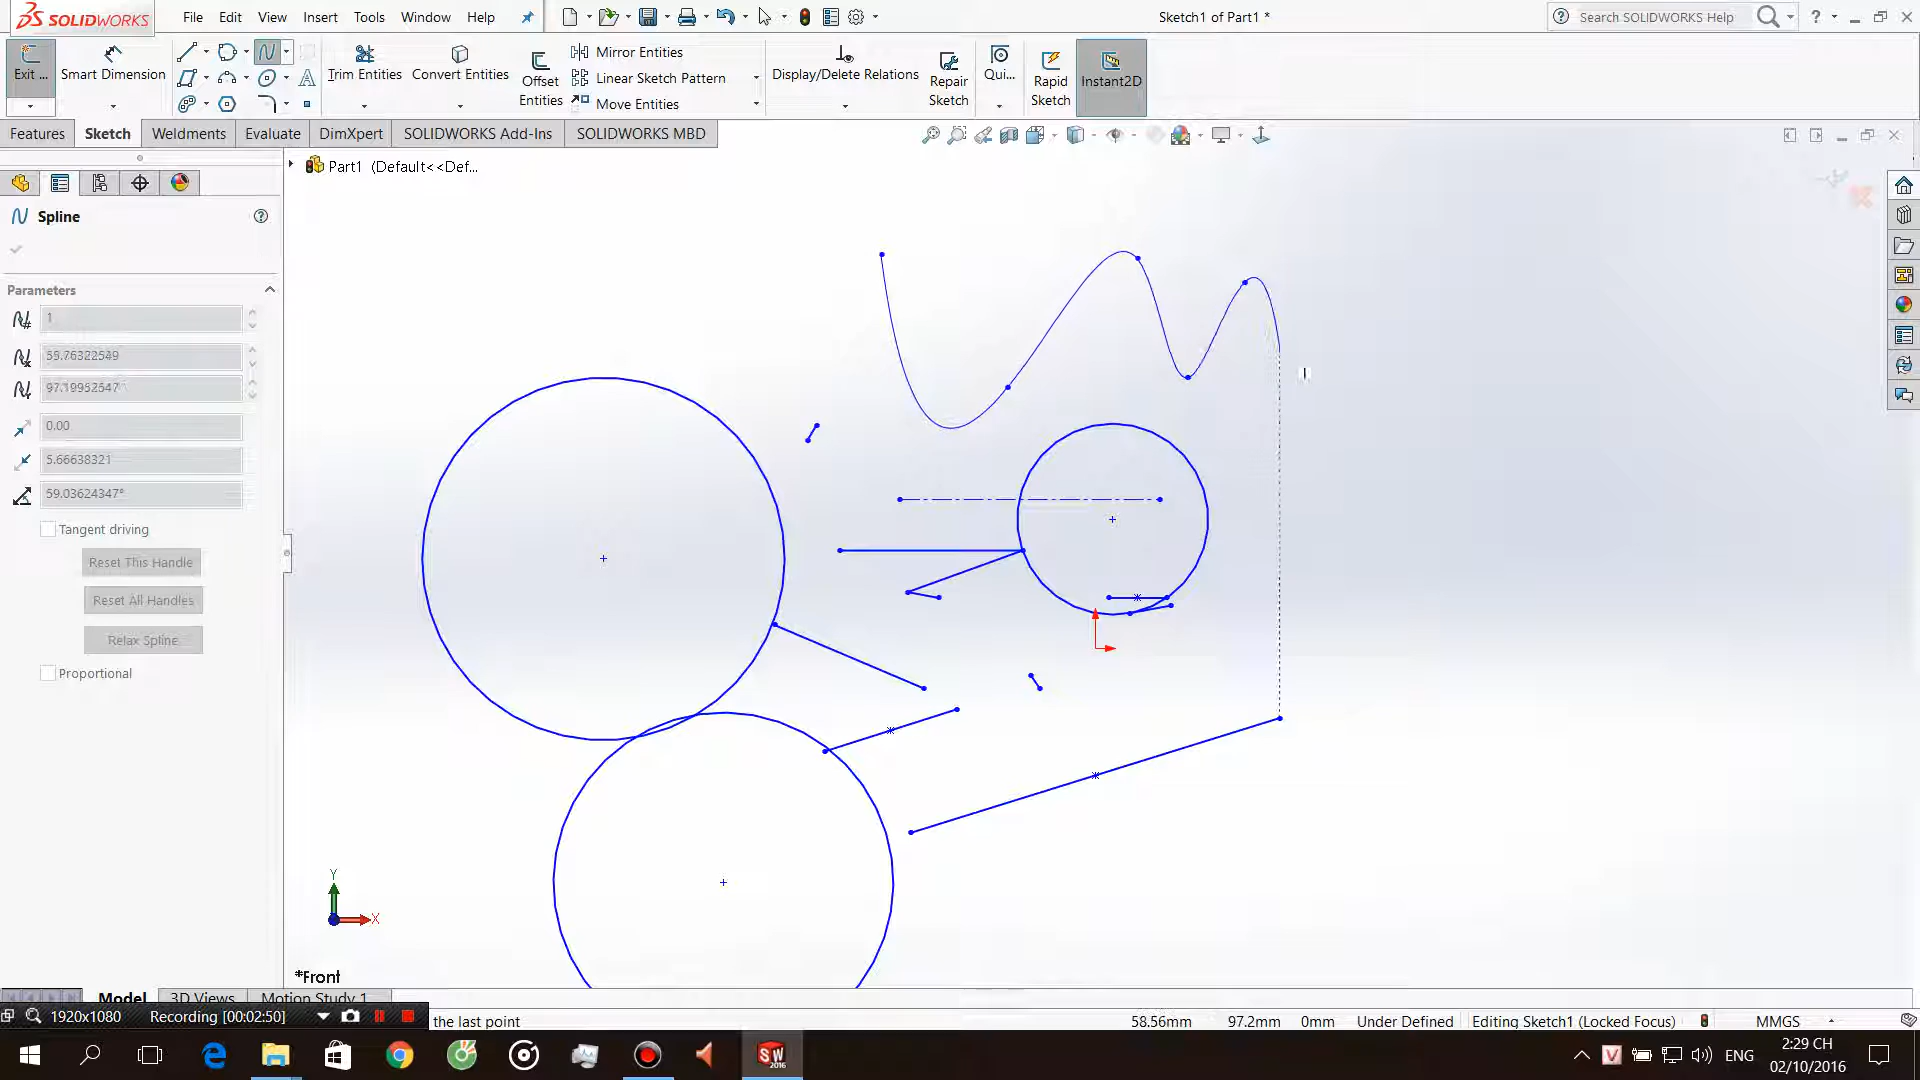 SOLIDWORKS File Edit View Insert Tools Window Help Sketch1 of Part1 * Search SOLIDWORKS Help
Exit ... Smart Dimension Trim Entities Convert Entities Offset Entities Mirror Entities Linear Sketch Pattern Move Entities Display/Delete Relations Repair Sketch Qui... Rapid Sketch Instant2D
Features Sketch Weldments Evaluate DimXpert SOLIDWORKS Add-Ins SOLIDWORKS MBD
Part1 (Default<<Def...
Spline
Parameters
1
59.76322549
97.19952547
0.00
5.66638321
59.03624347°
Tangent driving
Reset This Handle
Reset All Handles
Relax Spline
Proportional
Y
X
*Front
Model 3D Views Motion Study 1
1920x1080 Recording [00:02:50] the last point 58.56mm 97.2mm 0mm Under Defined Editing Sketch1 (Locked Focus) MMGS
SW 2016 ENG 2:29 CH
02/10/2016